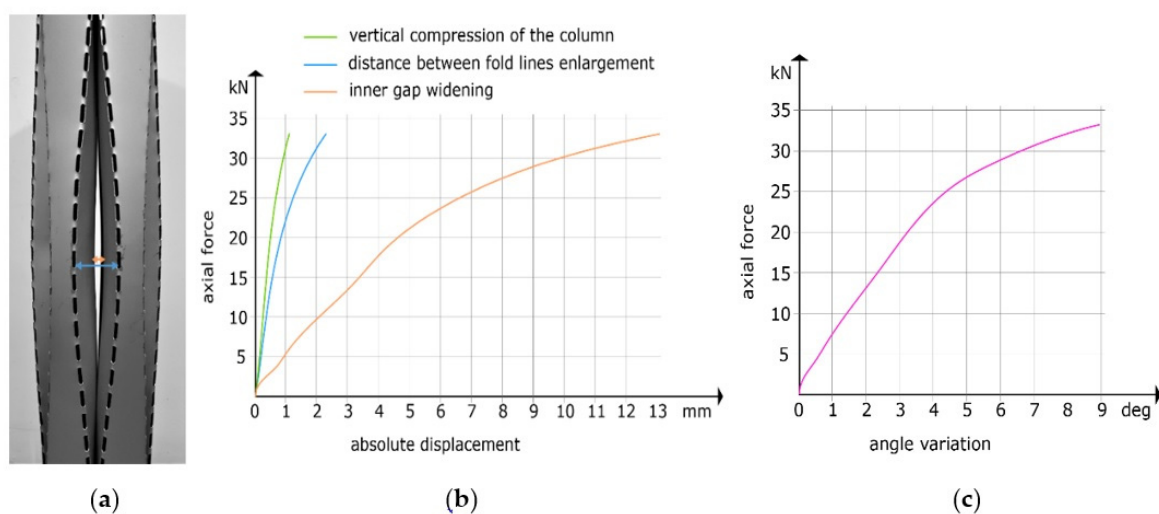 vertical compression of the column
distance between fold lines enlargement
inner gap widening
kN
35
30
25
20
15
10
5
axial force
0 1 2 3 4 5 6 7 8 9 10 11 12 13 mm
absolute displacement
kN
35
30
25
20
15
10
5
axial force
0 1 2 3 4 5 6 7 8 9 deg
angle variation
(a) (b) (c)